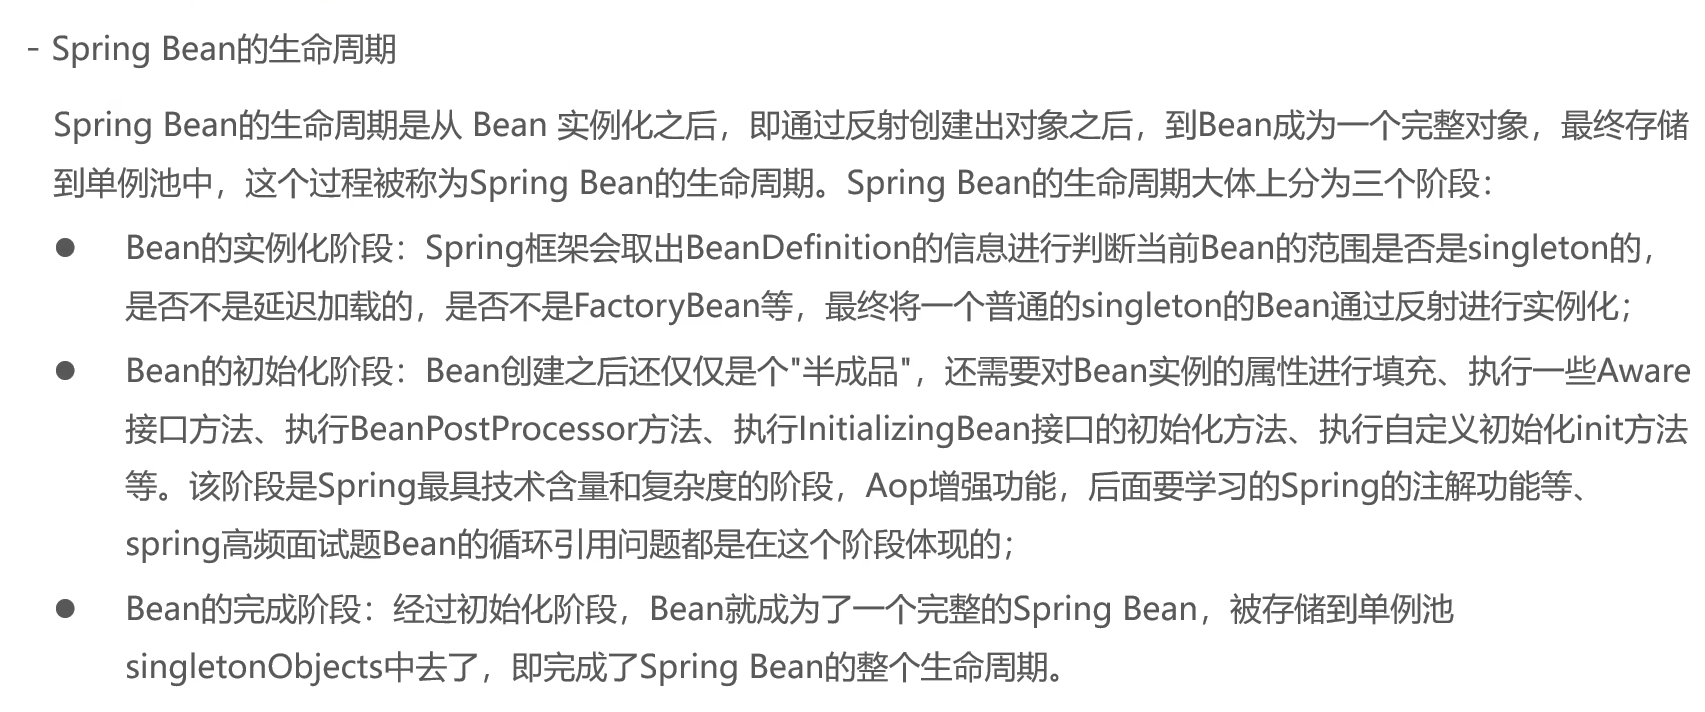 - Spring Bean的生命周期
Spring Bean的生命周期是从 Bean 实例化之后，即通过反射创建出对象之后，到Bean成为一个完整对象，最终存储
到单例池中，这个过程被称为Spring Bean的生命周期。Spring Bean的生命周期大体上分为三个阶段：
● Bean的实例化阶段：Spring框架会取出BeanDefinition的信息进行判断当前Bean的范围是否是singleton的，
是否不是延迟加载的，是否不是FactoryBean等，最终将一个普通的singleton的Bean通过反射进行实例化；
● Bean的初始化阶段：Bean创建之后还仅仅是个"半成品"，还需要对Bean实例的属性进行填充、执行一些Aware
接口方法、执行BeanPostProcessor方法、执行InitializingBean接口的初始化方法、执行自定义初始化init方法
等。该阶段是Spring最具技术含量和复杂度的阶段，Aop增强功能，后面要学习的Spring的注解功能等、
spring高频面试题Bean的循环引用问题都是在这个阶段体现的；
● Bean的完成阶段：经过初始化阶段，Bean就成为了一个完整的Spring Bean，被存储到单例池
singletonObjects中去了，即完成了Spring Bean的整个生命周期。